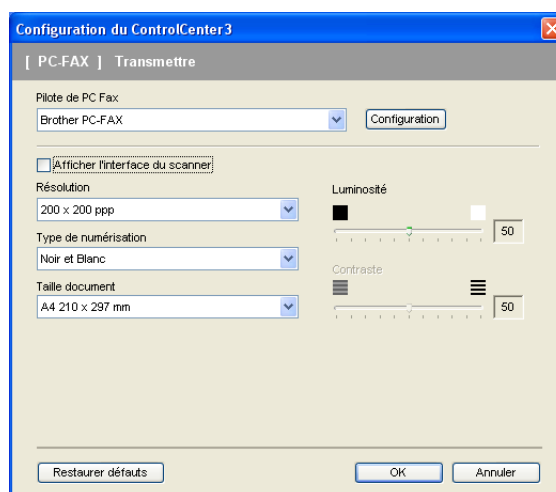 Configuration du ControlCenter3
[ PC-FAX ] Transmettre
Pilote de PC Fax
Brother PC-FAX
Configuration
Afficher l'interface du scanner
Résolution
200 x 200 ppp
Luminosité
50
Type de numérisation
Noir et Blanc
Contraste
50
Taille document
A4 210 x 297 mm
Restaurer défauts
OK
Annuler